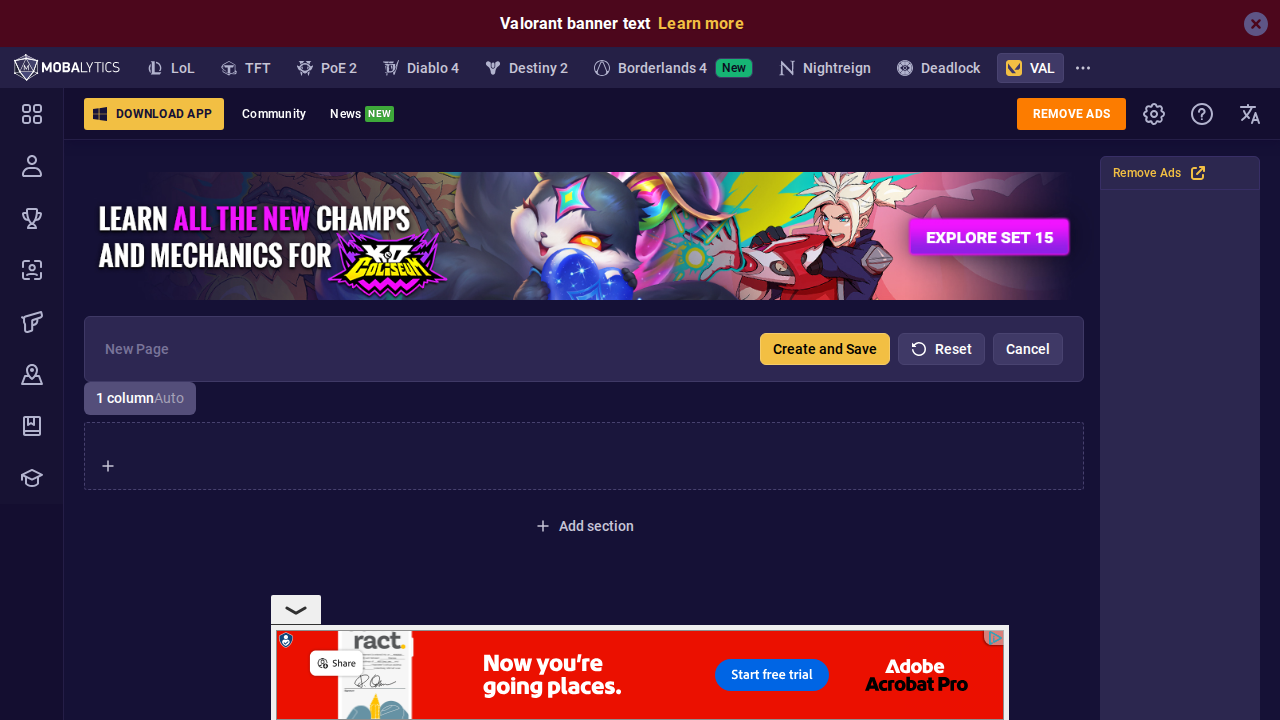 Valorant banner text Learn more
MOBALYTICS
LoL
TFT
PoE 2
Diablo 4
Destiny 2
Borderlands 4 New
Nightreign
Deadlock
VAL
DOWNLOAD APP
Community
News NEW
REMOVE ADS
Remove Ads
LEARN ALL THE NEW CHAMPS
AND MECHANICS FOR
COLISEUM
EXPLORE SET 15
New Page
Create and Save
Reset
Cancel
1 column Auto
Add section
ract.
Share
Now you're
going places.
Start free trial
Adobe
Acrobat Pro